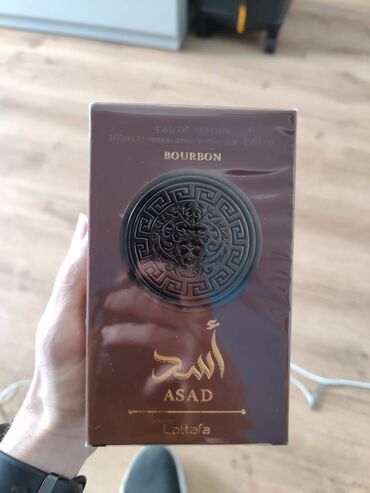 EAU DE PARFUM
BOURBON
أسد
ASAD
Lattafa